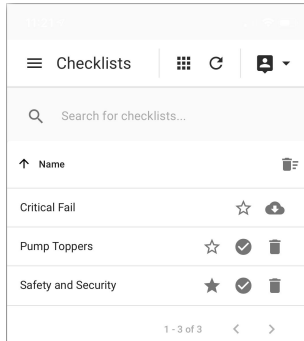 Checklists
Search for checklists...
Name
Critical Fail
Pump Toppers
Safety and Security
1 - 3 of 3